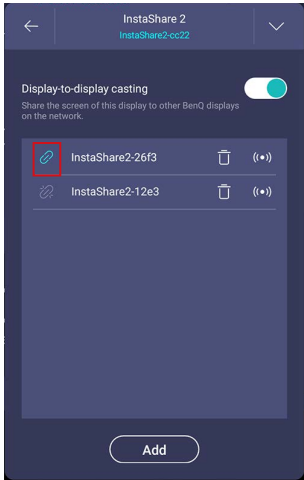 InstaShare 2
InstaShare2-cc22
Display-to-display casting
Share the screen of this display to other BenQ displays
on the network.
InstaShare2-26f3
InstaShare2-12e3
Add